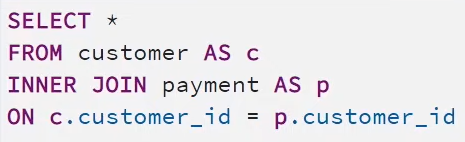 SELECT *
FROM customer AS c
INNER JOIN payment AS p
ON c.customer_id = p.customer_id